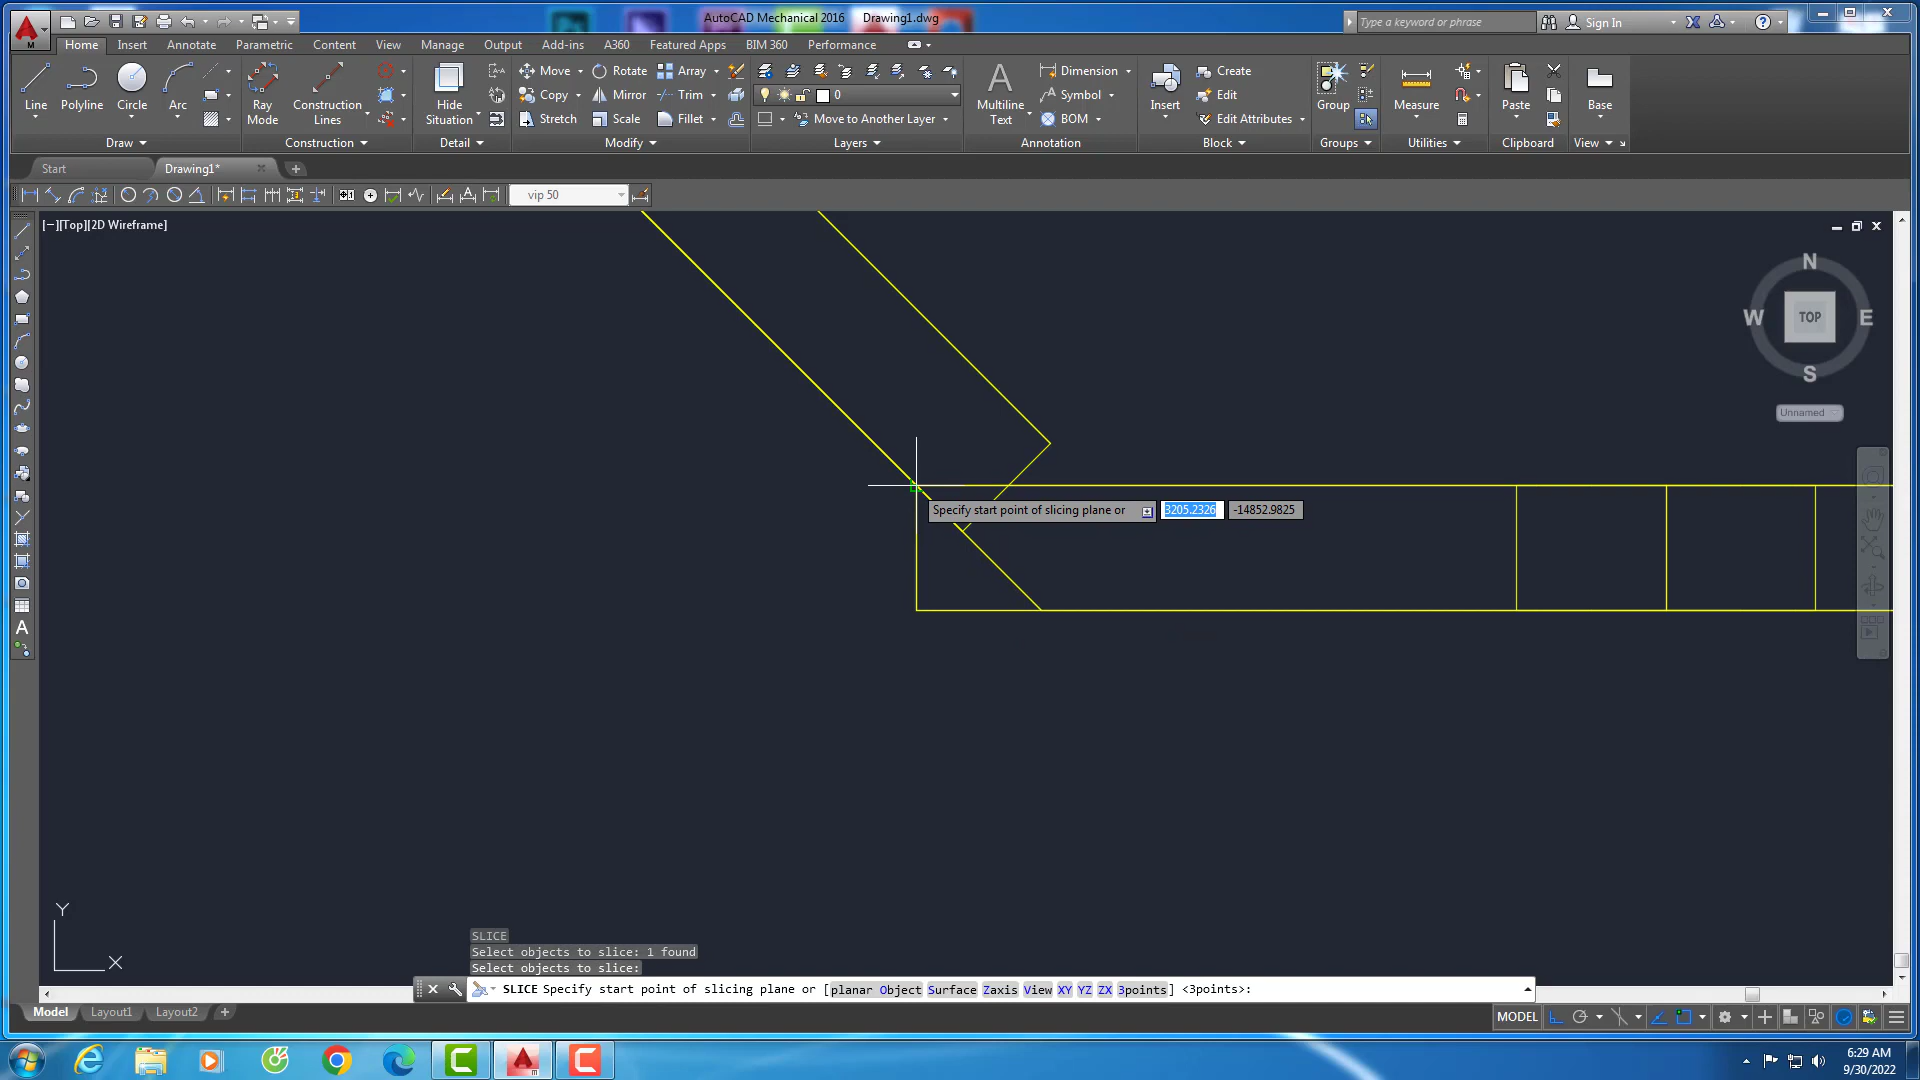 AutoCAD Mechanical 2016 Drawing1.dwg
Type a keyword or phrase
Sign In
Home Insert Annotate Parametric Content View Manage Output Add-ins A360 Featured Apps BIM 360 Performance
Line Polyline Circle Arc
Ray Mode
Construction Lines
Hide Situation
Move Rotate Array
Copy Mirror Trim
Stretch Scale Fillet
0
Move to Another Layer
Multiline Text
Dimension
Symbol
BOM
Insert
Create
Edit
Edit Attributes
Group
Measure
Paste
Base
Draw Construction Detail Modify Layers Annotation Block Groups Utilities Clipboard View
Start Drawing1*
vip 50
[−][Top][2D Wireframe]
N
W TOP E
S
Unnamed
Specify start point of slicing plane or 3205.2326 -14852.9825
Y
X
SLICE
Select objects to slice: 1 found
Select objects to slice:
SLICE Specify start point of slicing plane or [planar Object Surface Zaxis View XY YZ ZX 3points] <3points>:
Model Layout1 Layout2
MODEL
6:29 AM
9/30/2022